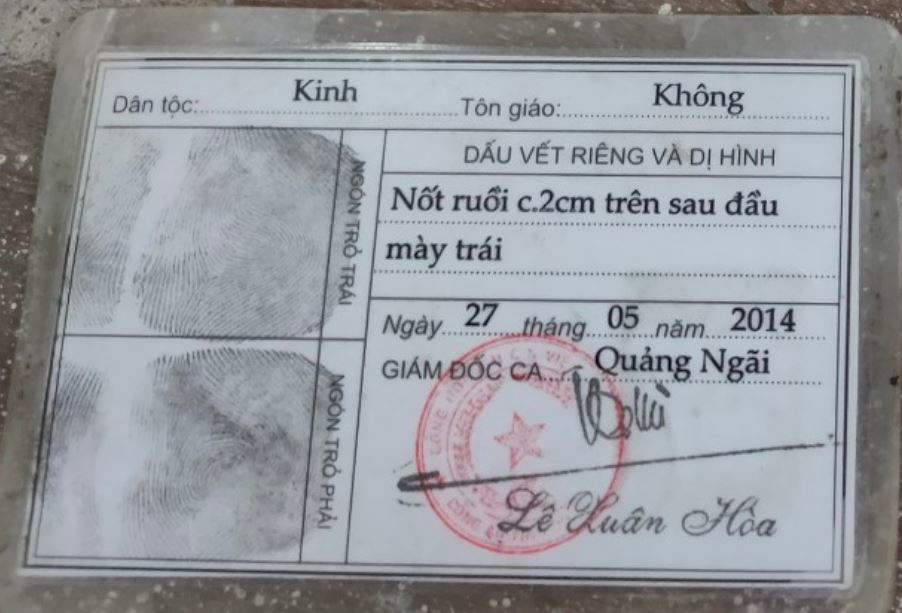 Dân tộc: Kinh Tôn giáo: Không
NGÓN TRỎ TRÁI
NGÓN TRỎ PHẢI
DẤU VẾT RIÊNG VÀ DỊ HÌNH
Nốt ruồi c.2cm trên sau đầu
mày trái
Ngày 27 tháng 05 năm 2014
GIÁM ĐỐC CA Quảng Ngãi
Lê Xuân Hòa